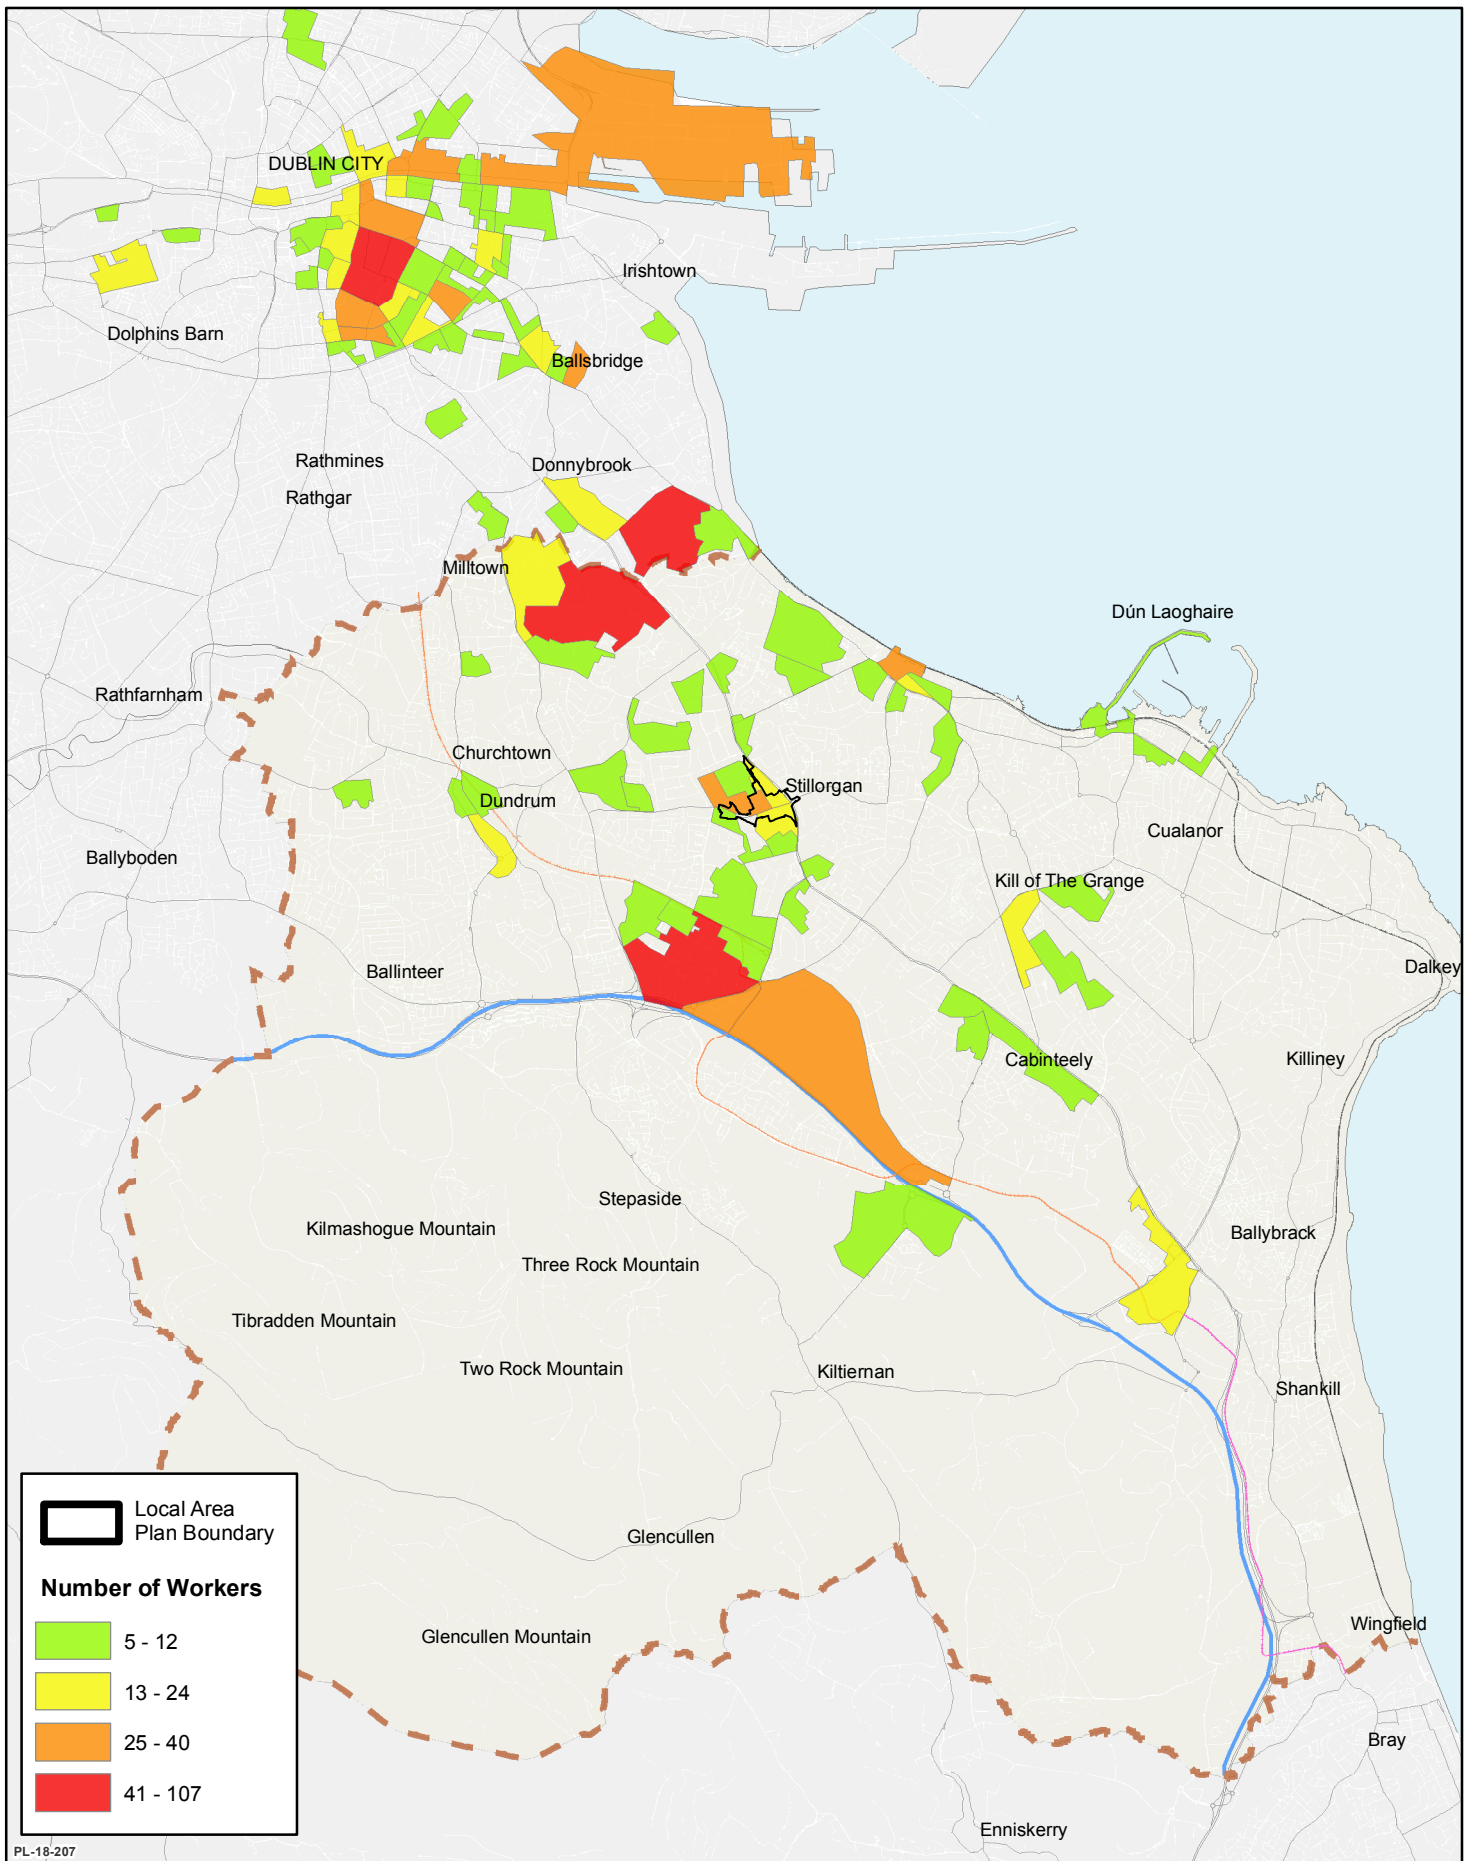 DUBLIN CITY
Irishtown
Dolphins Barn
Ballsbridge
Rathmines
Donnybrook
Rathgar
Milltown
Dún Laoghaire
Rathfarnham
Churchtown
Stillorgan
Dundrum
Cualanor
Ballyboden
Kill of The Grange
Ballinteer
Dalkey
Cabinteely
Killiney
Stepaside
Kilmashogue Mountain
Ballybrack
Three Rock Mountain
Tibradden Mountain
Two Rock Mountain
Kiltiernan
Shankill
Glencullen
Wingfield
Glencullen Mountain
Bray
Enniskerry
Local Area
Plan Boundary
Number of Workers
5 - 12
13 - 24
25 - 40
41 - 107
PL-18-207